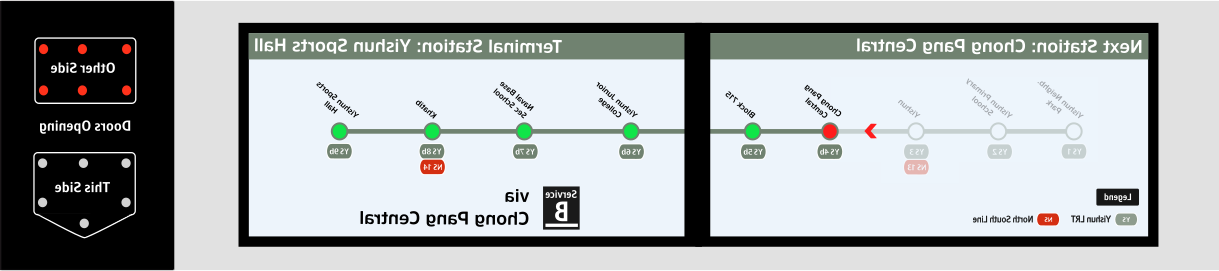 Next Station: Chong Pang Central
Terminal Station: Yishun Sports Hall
Yishun Neighb.
Park
Yishun Primary
School
Yishun
Chong Pang
Central
Block 715
Yishun Junior
College
Naval Base
Sec School
Khatib
Yishun Sports
Hall
YS 1
YS 2
YS 3
YS 4b
YS 5b
YS 6b
YS 7b
YS 8b
YS 9b
NS 13
NS 14
Legend
YS Yishun LRT
NS North South Line
Service
B
via
Chong Pang Central
Other Side
Doors Opening
This Side